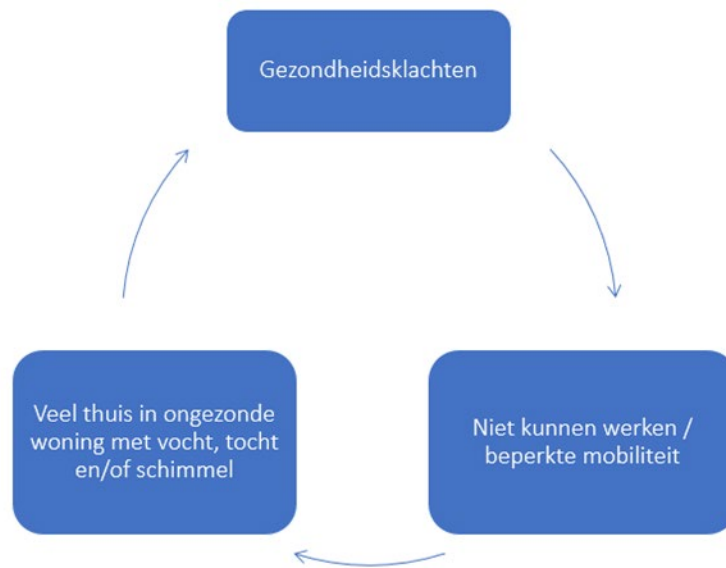 Gezondheidsklachten
Veel thuis in ongezonde
woning met vocht, tocht
en/of schimmel
Niet kunnen werken /
beperkte mobiliteit